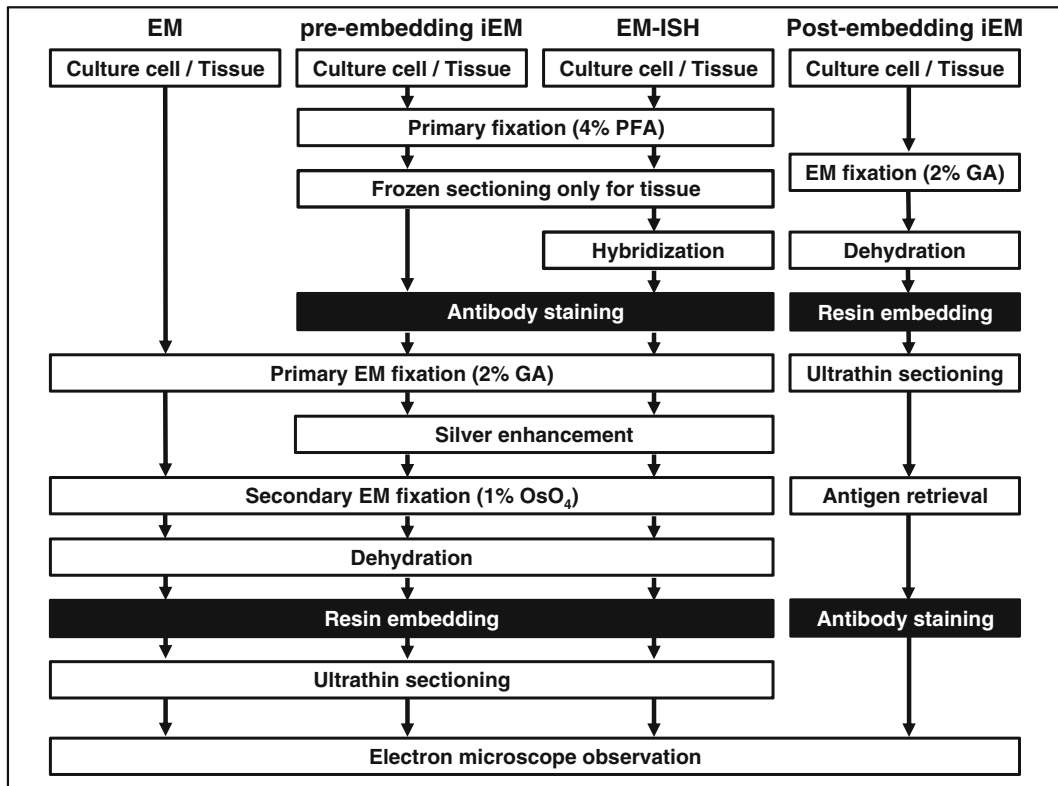 EM pre-embedding iEM EM-ISH Post-embedding iEM
Culture cell / Tissue Culture cell / Tissue Culture cell / Tissue Culture cell / Tissue
Primary fixation (4% PFA)
EM fixation (2% GA)
Frozen sectioning only for tissue
Hybridization Dehydration
Antibody staining Resin embedding
Primary EM fixation (2% GA) Ultrathin sectioning
Silver enhancement
Secondary EM fixation (1% OsO₄) Antigen retrieval
Dehydration
Resin embedding Antibody staining
Ultrathin sectioning
Electron microscope observation